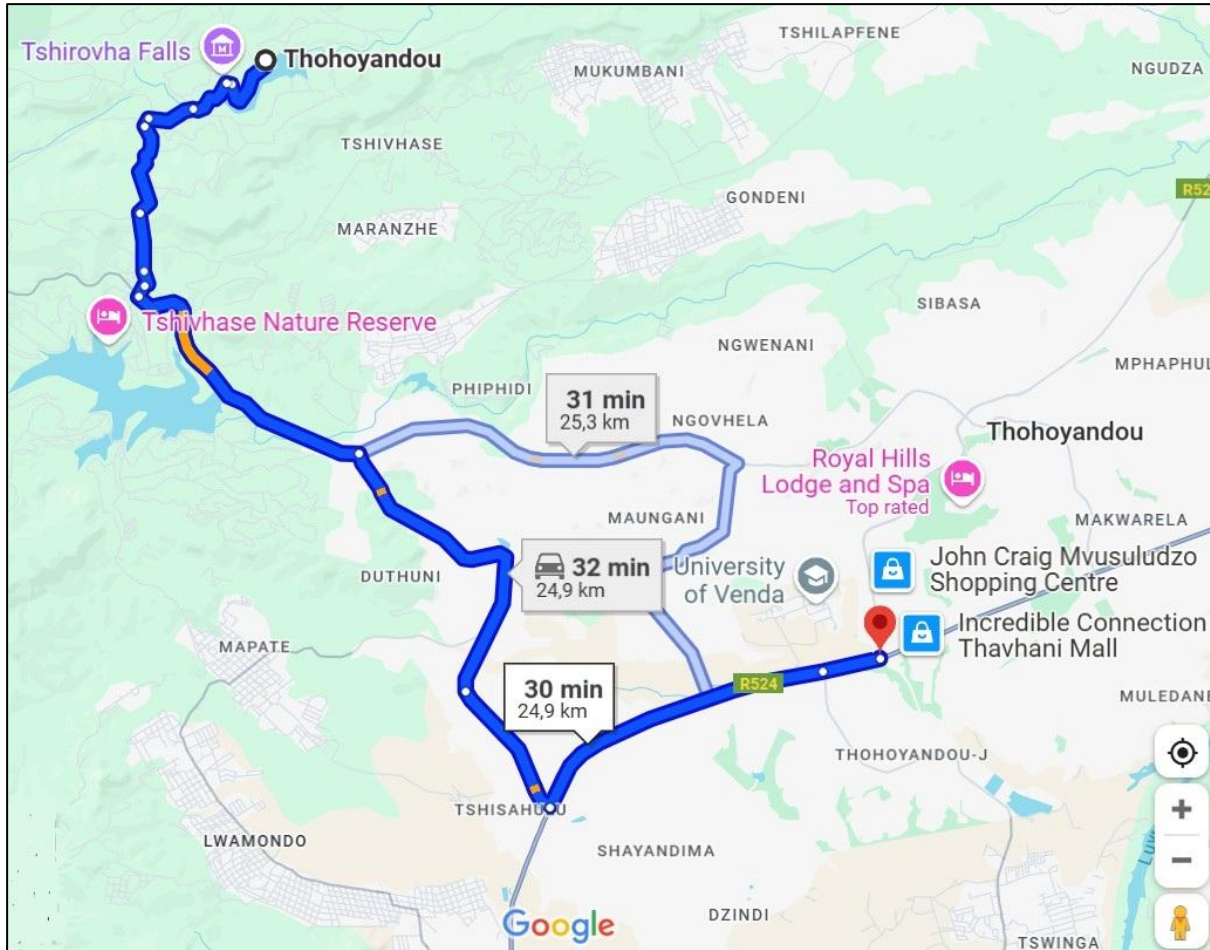 TSHILAPFENE
Tshirovha Falls
Thohoyandou
MUKUMBANI
NGUDZA
TSHIVHASE
GONDENI
R52
MARANZHE
SIBASA
Tshivhase Nature Reserve
NGWENANI
MPHAPHUL
PHIPHIDI
31 min
25,3 km
NGOVHELA
Thohoyandou
Royal Hills
Lodge and Spa
Top rated
MAUNGANI
MAKWARELA
32 min
24,9 km
University
of Venda
John Craig Mvusuludzo
Shopping Centre
DUTHUNI
Incredible Connection
Thavhani Mall
MAPATE
30 min
24,9 km
R524
MULEDANE
THOHOYANDOU-J
TSHISAHULU
LWAMONDO
SHAYANDIMA
LUV
Google
DZINDI
TSWINGA